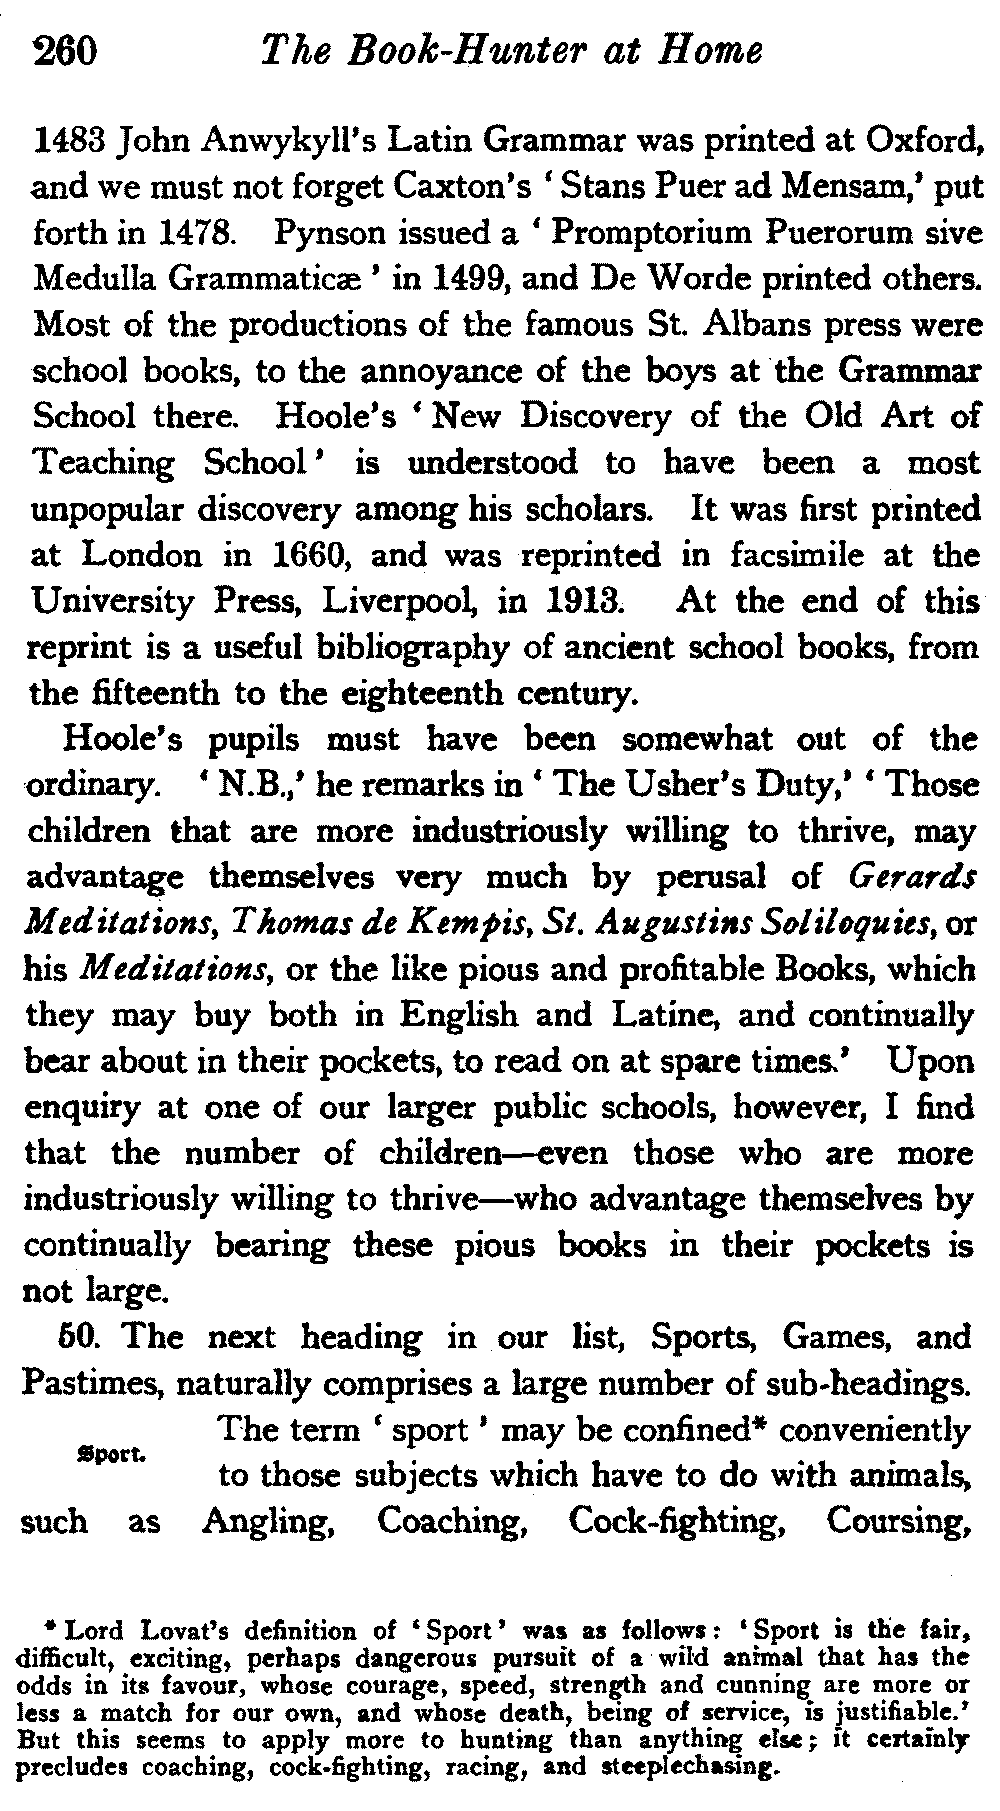 260 The Book-Hunter at Home
1483 John Anwykyll's Latin Grammar was printed at Oxford,
and we must not forget Caxton's ‘ Stans Puer ad Mensam,’ put
forth in 1478. Pynson issued a ‘ Promptorium Puerorum sive
Medulla Grammaticæ ’ in 1499, and De Worde printed others.
Most of the productions of the famous St. Albans press were
school books, to the annoyance of the boys at the Grammar
School there. Hoole's ‘ New Discovery of the Old Art of
Teaching School ’ is understood to have been a most
unpopular discovery among his scholars. It was first printed
at London in 1660, and was reprinted in facsimile at the
University Press, Liverpool, in 1913. At the end of this
reprint is a useful bibliography of ancient school books, from
the fifteenth to the eighteenth century.
Hoole's pupils must have been somewhat out of the
ordinary. ‘ N.B.,’ he remarks in ‘ The Usher's Duty,’ ‘ Those
children that are more industriously willing to thrive, may
advantage themselves very much by perusal of Gerards
Meditations, Thomas de Kempis, St. Augustins Soliloquies, or
his Meditations, or the like pious and profitable Books, which
they may buy both in English and Latine, and continually
bear about in their pockets, to read on at spare times.’ Upon
enquiry at one of our larger public schools, however, I find
that the number of children—even those who are more
industriously willing to thrive—who advantage themselves by
continually bearing these pious books in their pockets is
not large.
50. The next heading in our list, Sports, Games, and
Pastimes, naturally comprises a large number of sub-headings.
The term ‘ sport ’ may be confined* conveniently
Sport.
to those subjects which have to do with animals,
such as Angling, Coaching, Cock-fighting, Coursing,
* Lord Lovat's definition of ‘ Sport ’ was as follows : ‘ Sport is the fair,
difficult, exciting, perhaps dangerous pursuit of a wild animal that has the
odds in its favour, whose courage, speed, strength and cunning are more or
less a match for our own, and whose death, being of service, is justifiable.’
But this seems to apply more to hunting than anything else ; it certainly
precludes coaching, cock-fighting, racing, and steeplechasing.